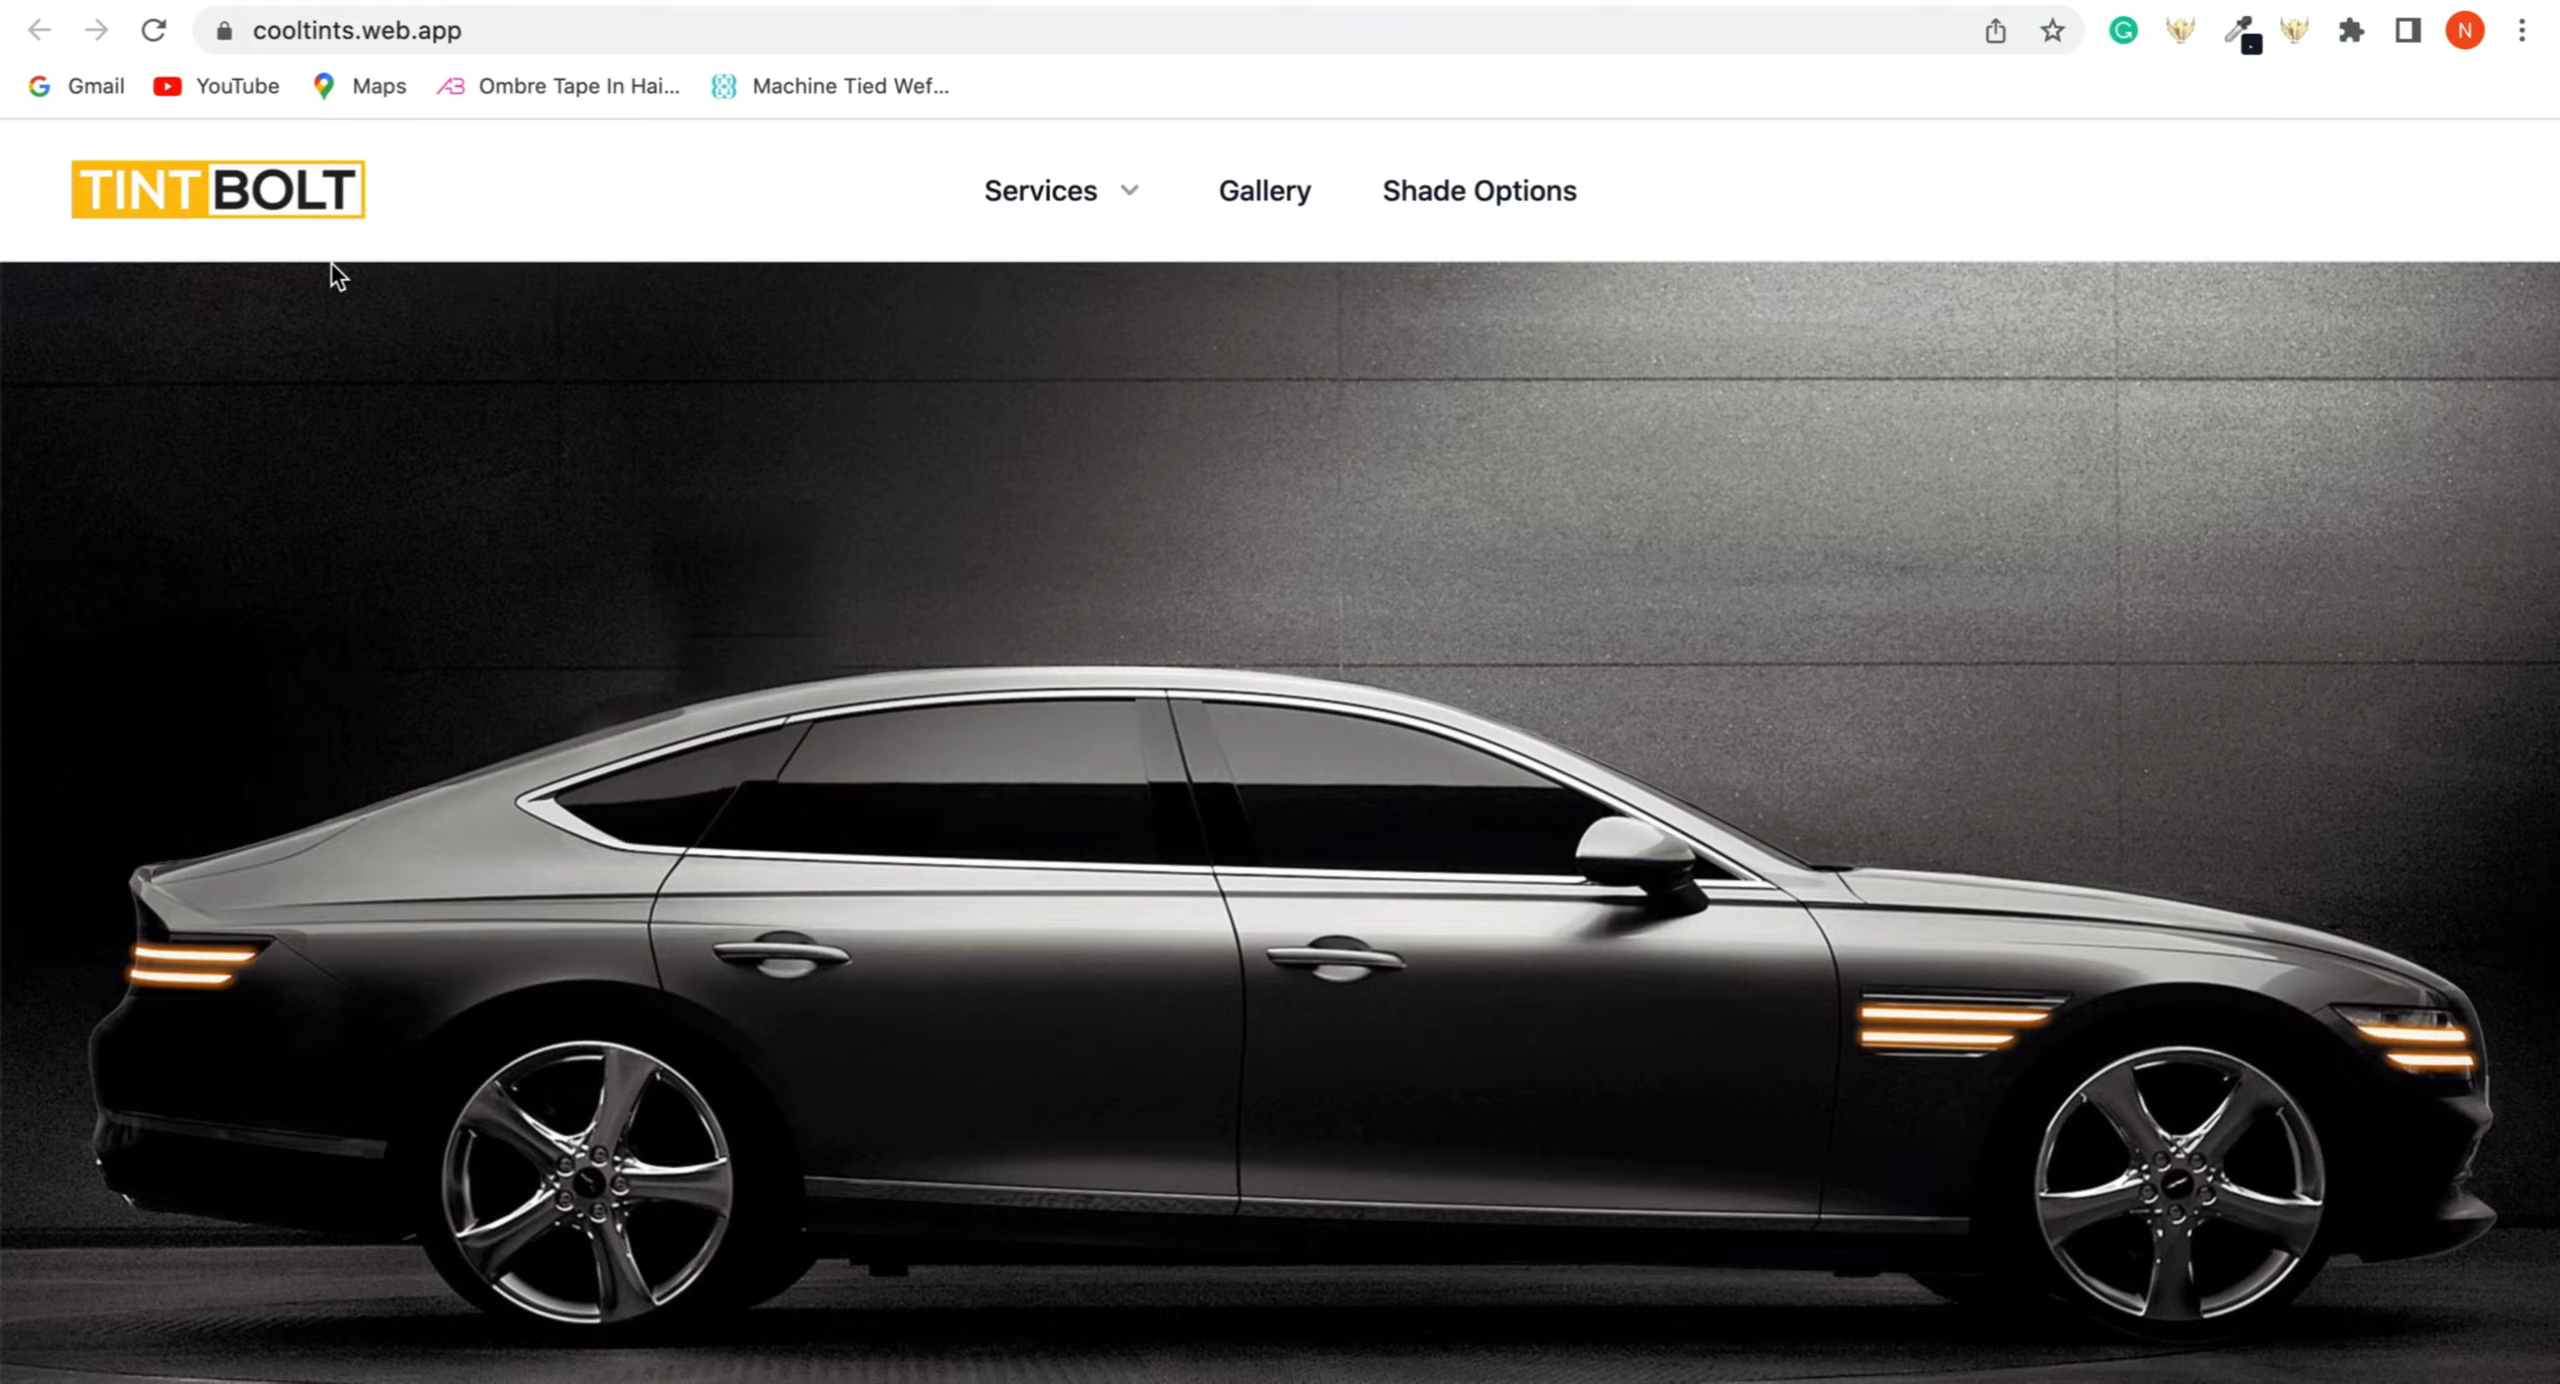 cooltints.web.app
N
Gmail YouTube Maps Ombre Tape In Hai... Machine Tied Wef...
TINT BOLT Services Gallery Shade Options